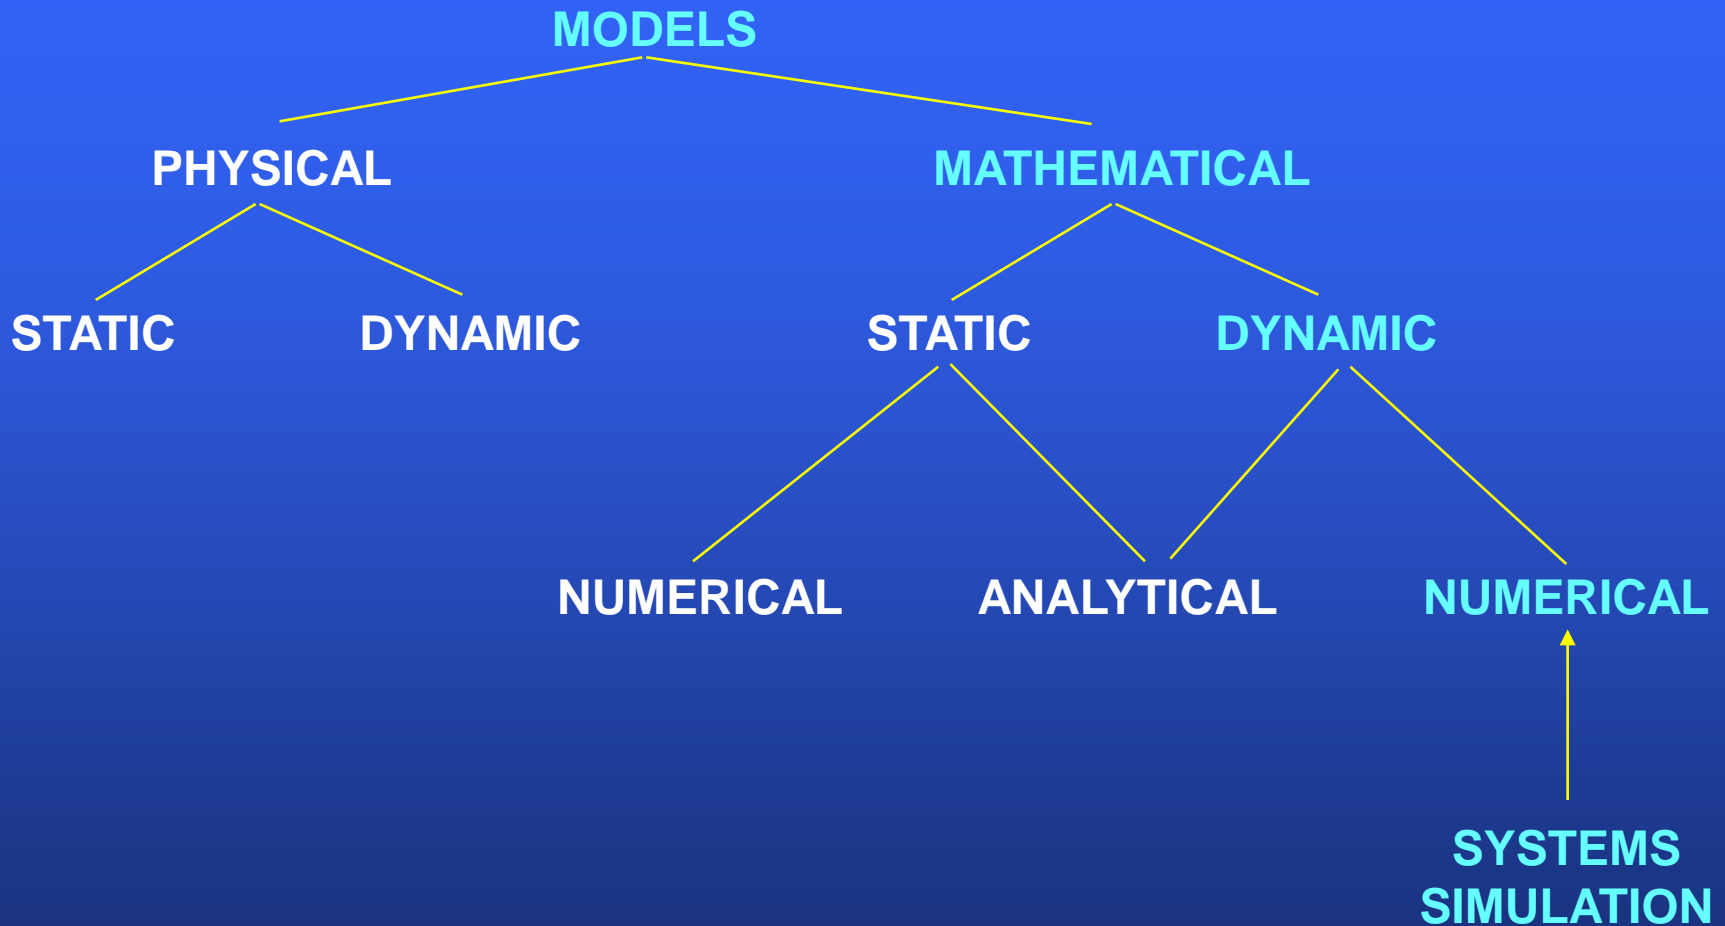 MODELS
PHYSICAL
MATHEMATICAL
STATIC
DYNAMIC
STATIC
DYNAMIC
NUMERICAL
ANALYTICAL
NUMERICAL
SYSTEMS
SIMULATION